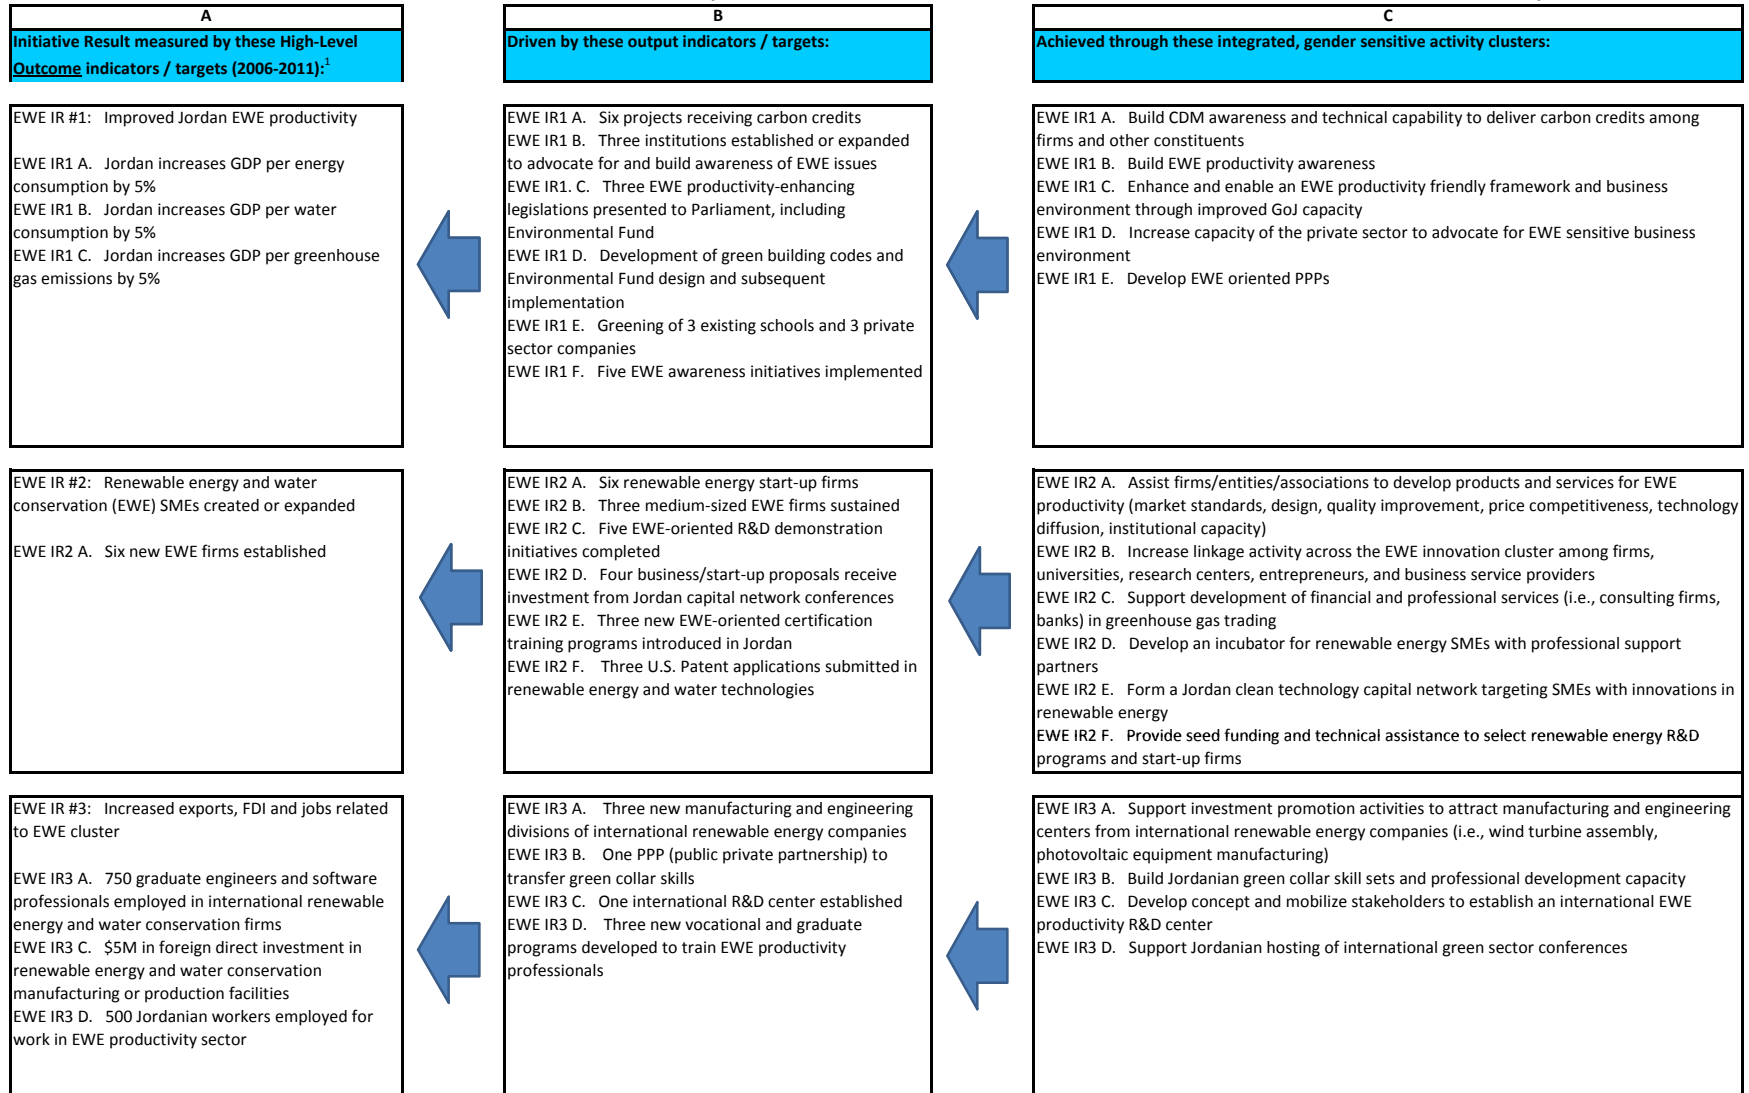 A
B
C
Initiative Result measured by these High-Level
Outcome indicators / targets (2006-2011):1
Driven by these output indicators / targets:
Achieved through these integrated, gender sensitive activity clusters:
EWE IR #1: Improved Jordan EWE productivity
EWE IR1 A. Jordan increases GDP per energy
consumption by 5%
EWE IR1 B. Jordan increases GDP per water
consumption by 5%
EWE IR1 C. Jordan increases GDP per greenhouse
gas emissions by 5%
EWE IR1 A. Six projects receiving carbon credits
EWE IR1 B. Three institutions established or expanded
to advocate for and build awareness of EWE issues
EWE IR1. C. Three EWE productivity-enhancing
legislations presented to Parliament, including
Environmental Fund
EWE IR1 D. Development of green building codes and
Environmental Fund design and subsequent
implementation
EWE IR1 E. Greening of 3 existing schools and 3 private
sector companies
EWE IR1 F. Five EWE awareness initiatives implemented
EWE IR1 A. Build CDM awareness and technical capability to deliver carbon credits among
firms and other constituents
EWE IR1 B. Build EWE productivity awareness
EWE IR1 C. Enhance and enable an EWE productivity friendly framework and business
environment through improved GoJ capacity
EWE IR1 D. Increase capacity of the private sector to advocate for EWE sensitive business
environment
EWE IR1 E. Develop EWE oriented PPPs
EWE IR #2: Renewable energy and water
conservation (EWE) SMEs created or expanded
EWE IR2 A. Six new EWE firms established
EWE IR2 A. Six renewable energy start-up firms
EWE IR2 B. Three medium-sized EWE firms sustained
EWE IR2 C. Five EWE-oriented R&D demonstration
initiatives completed
EWE IR2 D. Four business/start-up proposals receive
investment from Jordan capital network conferences
EWE IR2 E. Three new EWE-oriented certification
training programs introduced in Jordan
EWE IR2 F. Three U.S. Patent applications submitted in
renewable energy and water technologies
EWE IR2 A. Assist firms/entities/associations to develop products and services for EWE
productivity (market standards, design, quality improvement, price competitiveness, technology
diffusion, institutional capacity)
EWE IR2 B. Increase linkage activity across the EWE innovation cluster among firms,
universities, research centers, entrepreneurs, and business service providers
EWE IR2 C. Support development of financial and professional services (i.e., consulting firms,
banks) in greenhouse gas trading
EWE IR2 D. Develop an incubator for renewable energy SMEs with professional support
partners
EWE IR2 E. Form a Jordan clean technology capital network targeting SMEs with innovations in
renewable energy
EWE IR2 F. Provide seed funding and technical assistance to select renewable energy R&D
programs and start-up firms
EWE IR #3: Increased exports, FDI and jobs related
to EWE cluster
EWE IR3 A. 750 graduate engineers and software
professionals employed in international renewable
energy and water conservation firms
EWE IR3 C. $5M in foreign direct investment in
renewable energy and water conservation
manufacturing or production facilities
EWE IR3 D. 500 Jordanian workers employed for
work in EWE productivity sector
EWE IR3 A. Three new manufacturing and engineering
divisions of international renewable energy companies
EWE IR3 B. One PPP (public private partnership) to
transfer green collar skills
EWE IR3 C. One international R&D center established
EWE IR3 D. Three new vocational and graduate
programs developed to train EWE productivity
professionals
EWE IR3 A. Support investment promotion activities to attract manufacturing and engineering
centers from international renewable energy companies (i.e., wind turbine assembly,
photovoltaic equipment manufacturing)
EWE IR3 B. Build Jordanian green collar skill sets and professional development capacity
EWE IR3 C. Develop concept and mobilize stakeholders to establish an international EWE
productivity R&D center
EWE IR3 D. Support Jordanian hosting of international green sector conferences